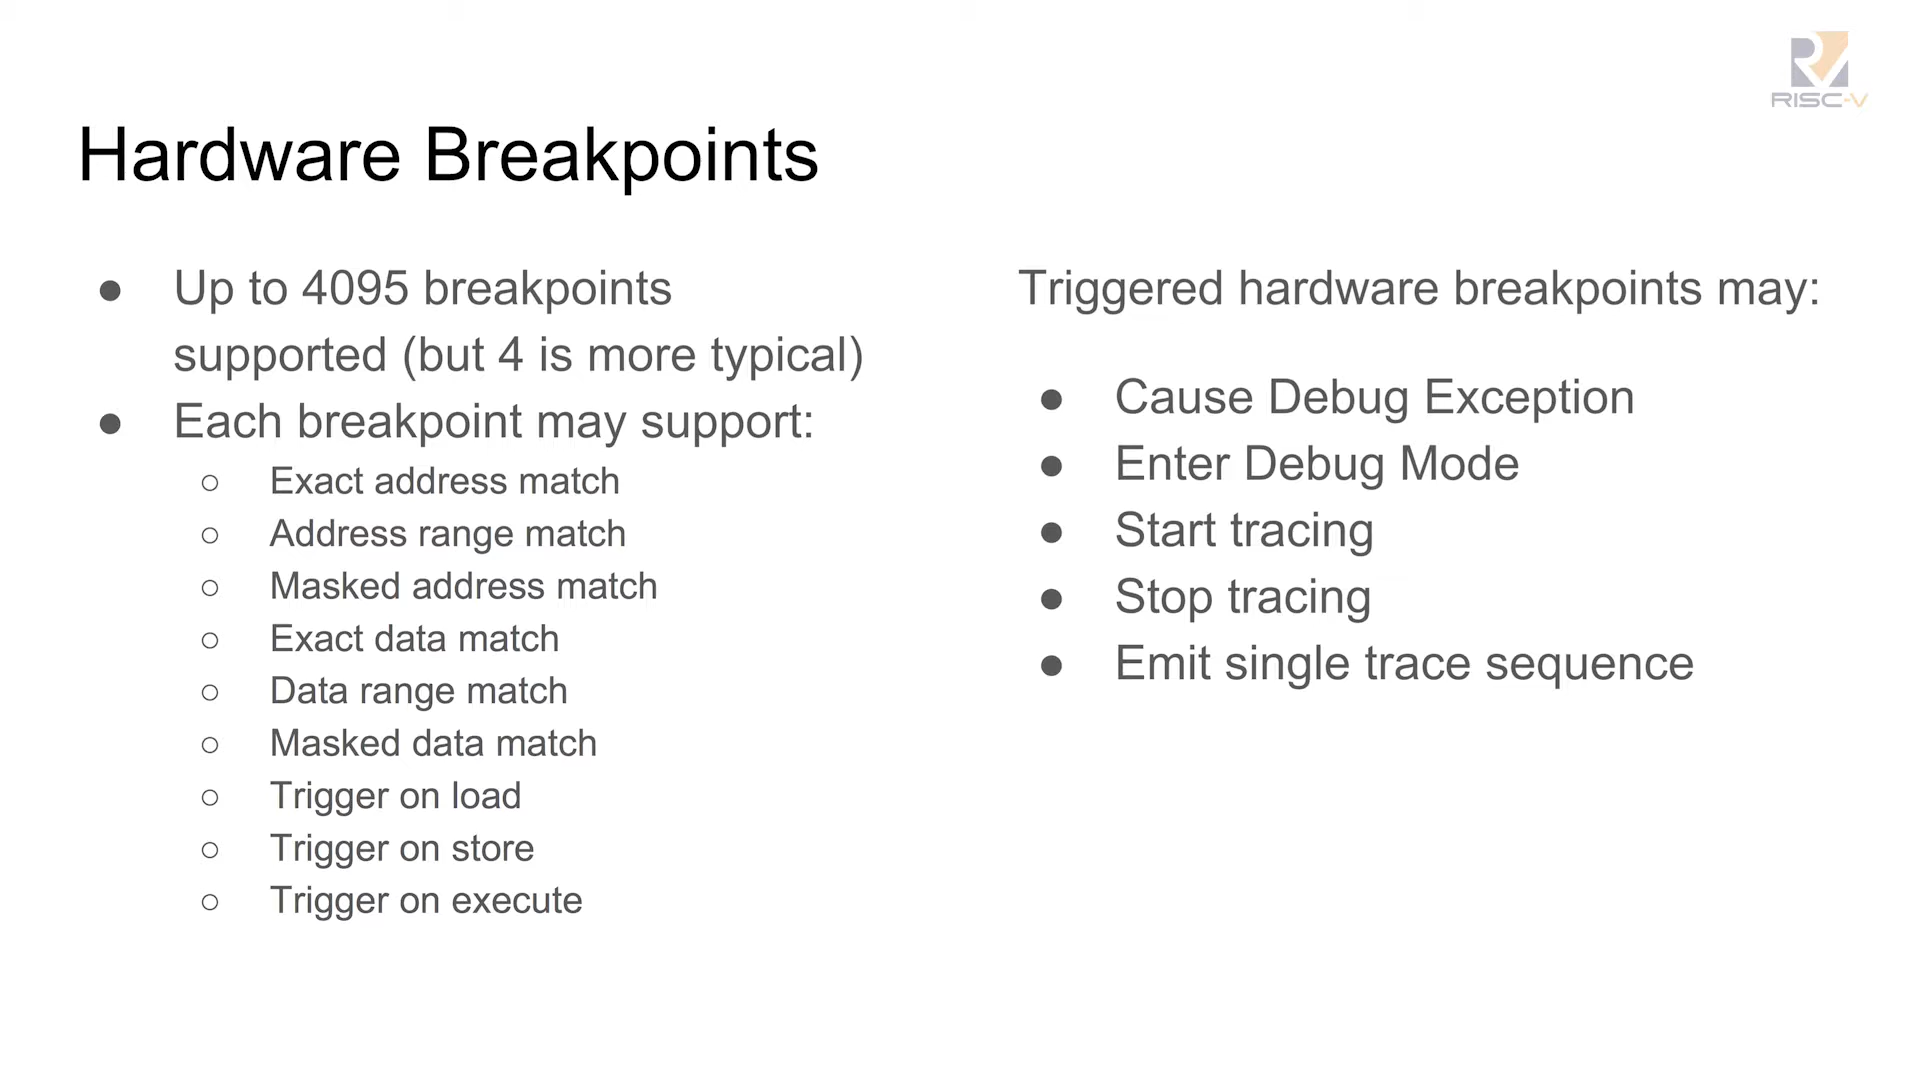 RISC-V
Hardware Breakpoints
● Up to 4095 breakpoints
supported (but 4 is more typical)
● Each breakpoint may support:
○ Exact address match
○ Address range match
○ Masked address match
○ Exact data match
○ Data range match
○ Masked data match
○ Trigger on load
○ Trigger on store
○ Trigger on execute
Triggered hardware breakpoints may:
● Cause Debug Exception
● Enter Debug Mode
● Start tracing
● Stop tracing
● Emit single trace sequence